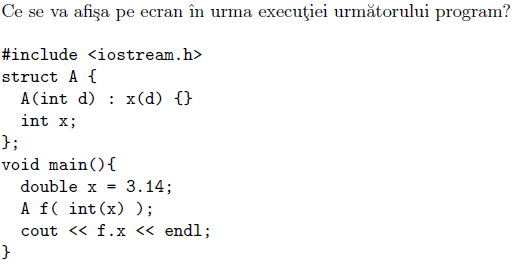 Ce se va afişa pe ecran în urma execuţiei următorului program?
#include <iostream.h>
struct A {
  A(int d) : x(d) {}
  int x;
};
void main(){
  double x = 3.14;
  A f( int(x) );
  cout << f.x << endl;
}